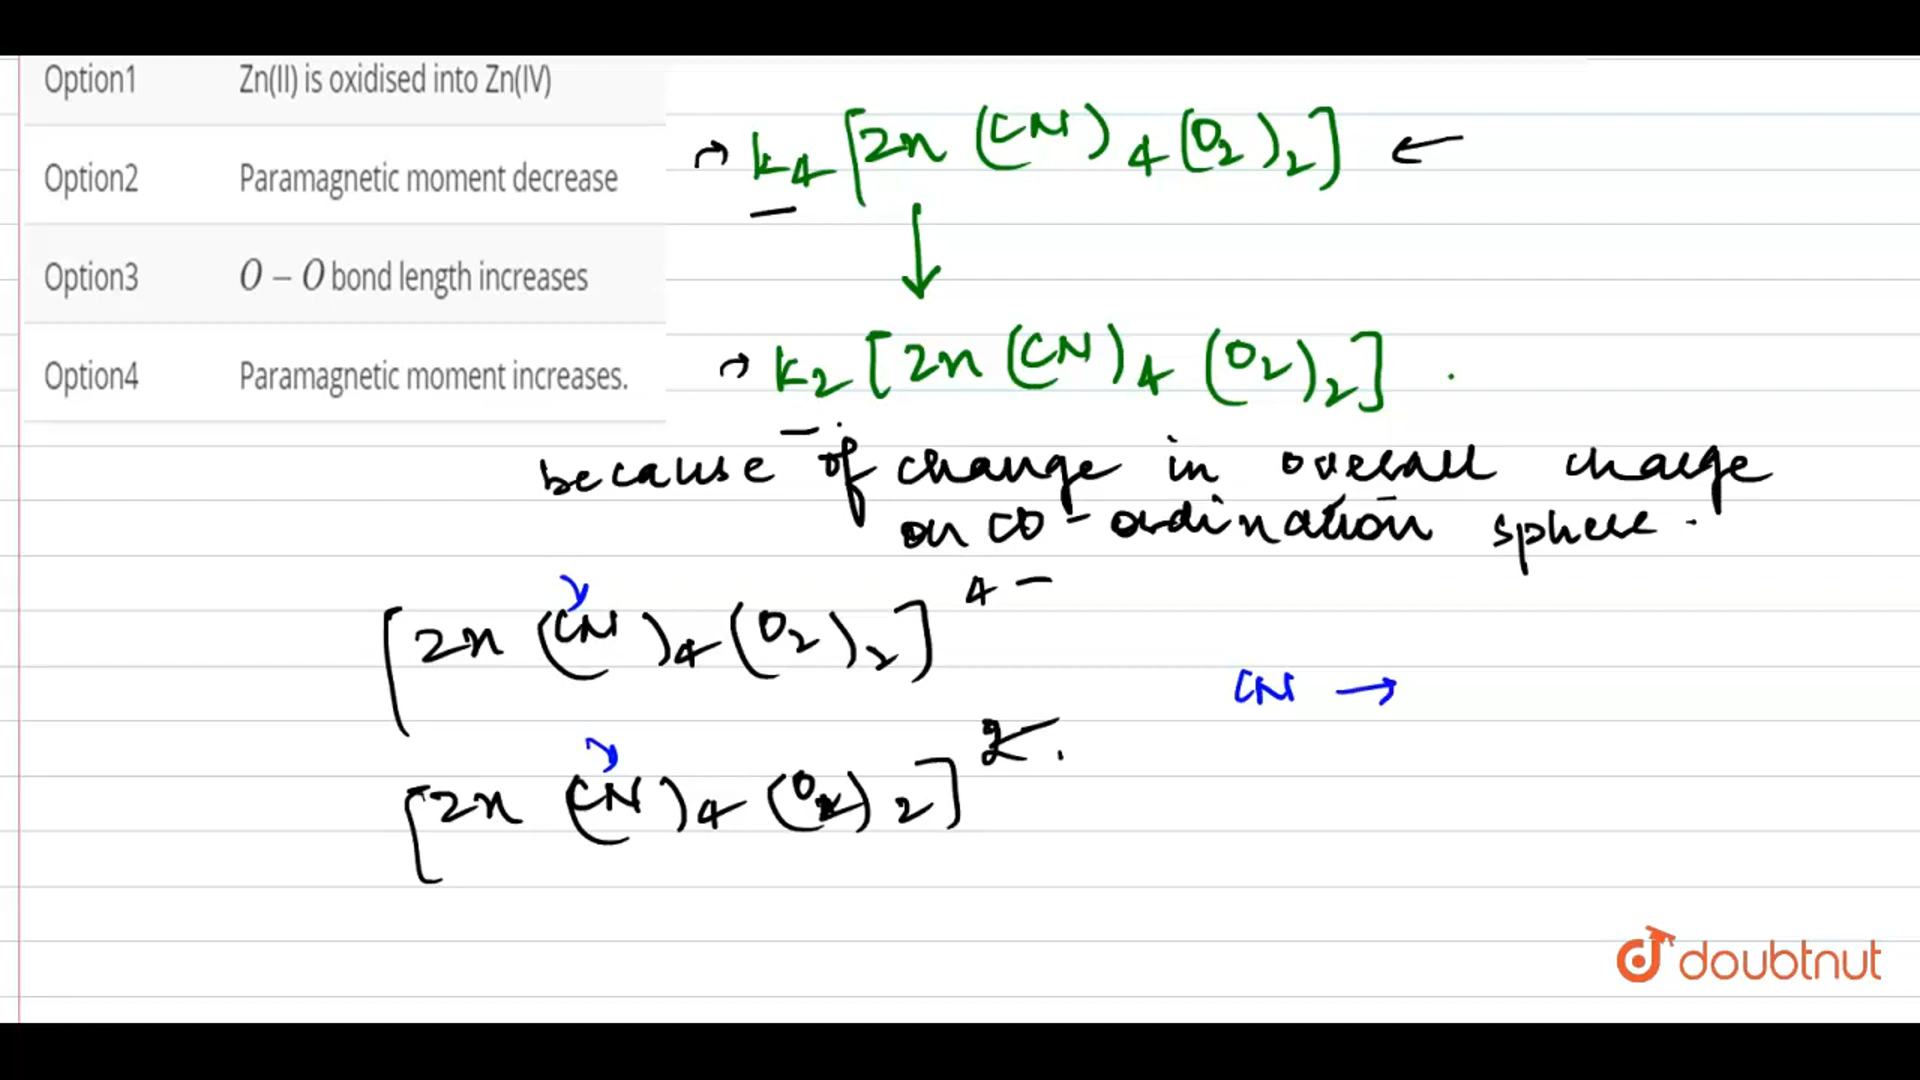 Option1 Zn(II) is oxidised into Zn(IV)
Option2 Paramagnetic moment decrease
Option3 O – O bond length increases
Option4 Paramagnetic moment increases.
→ K4 [Zn (CN)4 (O2)2] ←
↓
→ K2 [Zn (CN)4 (O2)2] .
because of change in overall charge
on co-ordination sphere.
[Zn (CN)4 (O2)2]4-
CN →
[Zn (CN)4 (O2)2]2-.
doubtnut